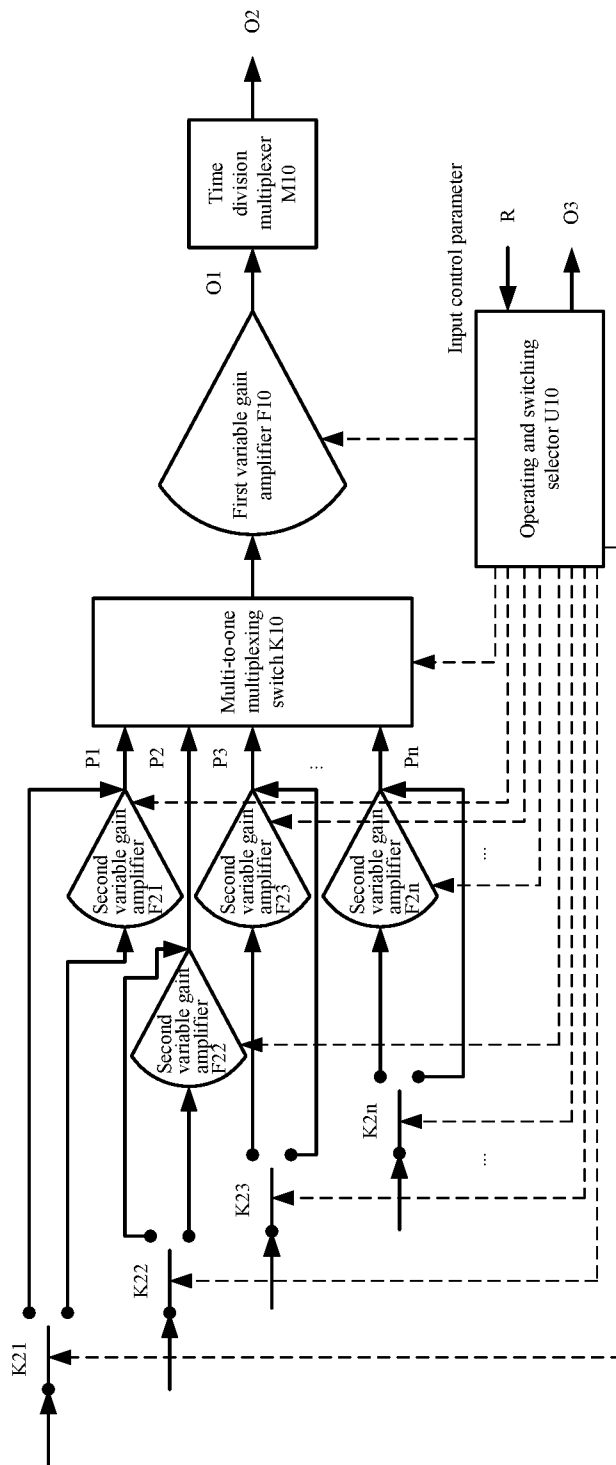 K21
K22
K23
K2n
...
Second
variable gain
amplifier
F21
Second
variable gain
amplifier
F22
Second
variable gain
amplifier
F23
Second
variable gain
amplifier
F2n
...
P1
P2
P3
...
Pn
Multi-to-one
multiplexing
switch K10
First variable gain
amplifier F10
O1
Time
division
multiplexer
M10
O2
Input control parameter
R
Operating and switching
selector U10
O3